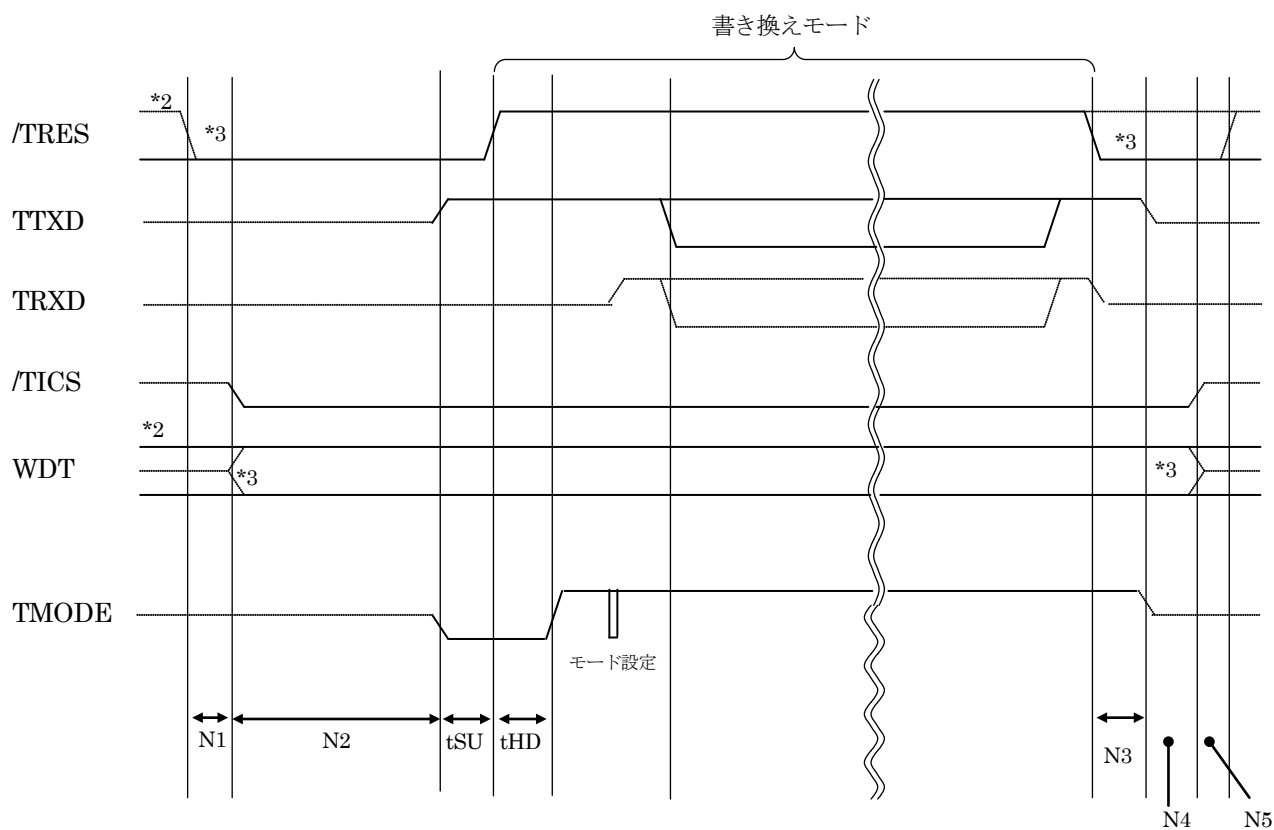 書き換えモード
*2
/TRES
*3
*3
TTXD
TRXD
/TICS
*2
WDT
*3
*3
TMODE
モード設定
N1
N2
tSU
tHD
N3
N4
N5